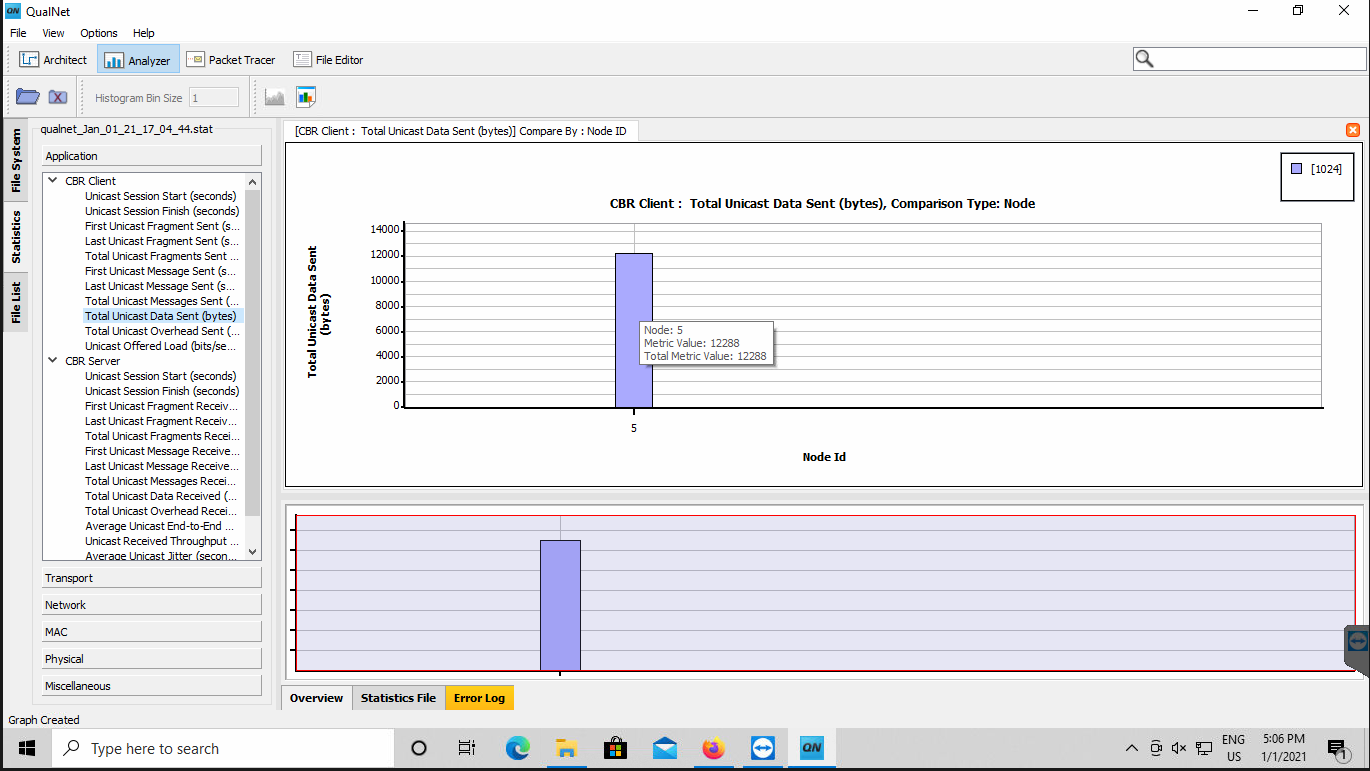 QN QualNet
File View Options Help
Architect Analyzer Packet Tracer File Editor
Histogram Bin Size 1
File System
Statistics
File List
qualnet_Jan_01_21_17_04_44.stat
Application
CBR Client
Unicast Session Start (seconds)
Unicast Session Finish (seconds)
First Unicast Fragment Sent (s...
Last Unicast Fragment Sent (s...
Total Unicast Fragments Sent ...
First Unicast Message Sent (s...
Last Unicast Message Sent (s...
Total Unicast Messages Sent (...
Total Unicast Data Sent (bytes)
Total Unicast Overhead Sent (...
Unicast Offered Load (bits/se...
CBR Server
Unicast Session Start (seconds)
Unicast Session Finish (seconds)
First Unicast Fragment Receiv...
Last Unicast Fragment Receiv...
Total Unicast Fragments Recei...
First Unicast Message Receive...
Last Unicast Message Receive...
Total Unicast Messages Recei...
Total Unicast Data Received (...
Total Unicast Overhead Recei...
Average Unicast End-to-End ...
Unicast Received Throughput ...
Average Unicast Jitter (secon...
Transport
Network
MAC
Physical
Miscellaneous
[CBR Client : Total Unicast Data Sent (bytes)] Compare By : Node ID
[1024]
CBR Client : Total Unicast Data Sent (bytes), Comparison Type: Node
Total Unicast Data Sent
(bytes)
14000
12000
10000
8000
6000
4000
2000
0
Node: 5
Metric Value: 12288
Total Metric Value: 12288
5
Node Id
Overview Statistics File Error Log
Graph Created
Type here to search
QN
ENG
US
5:06 PM
1/1/2021
1